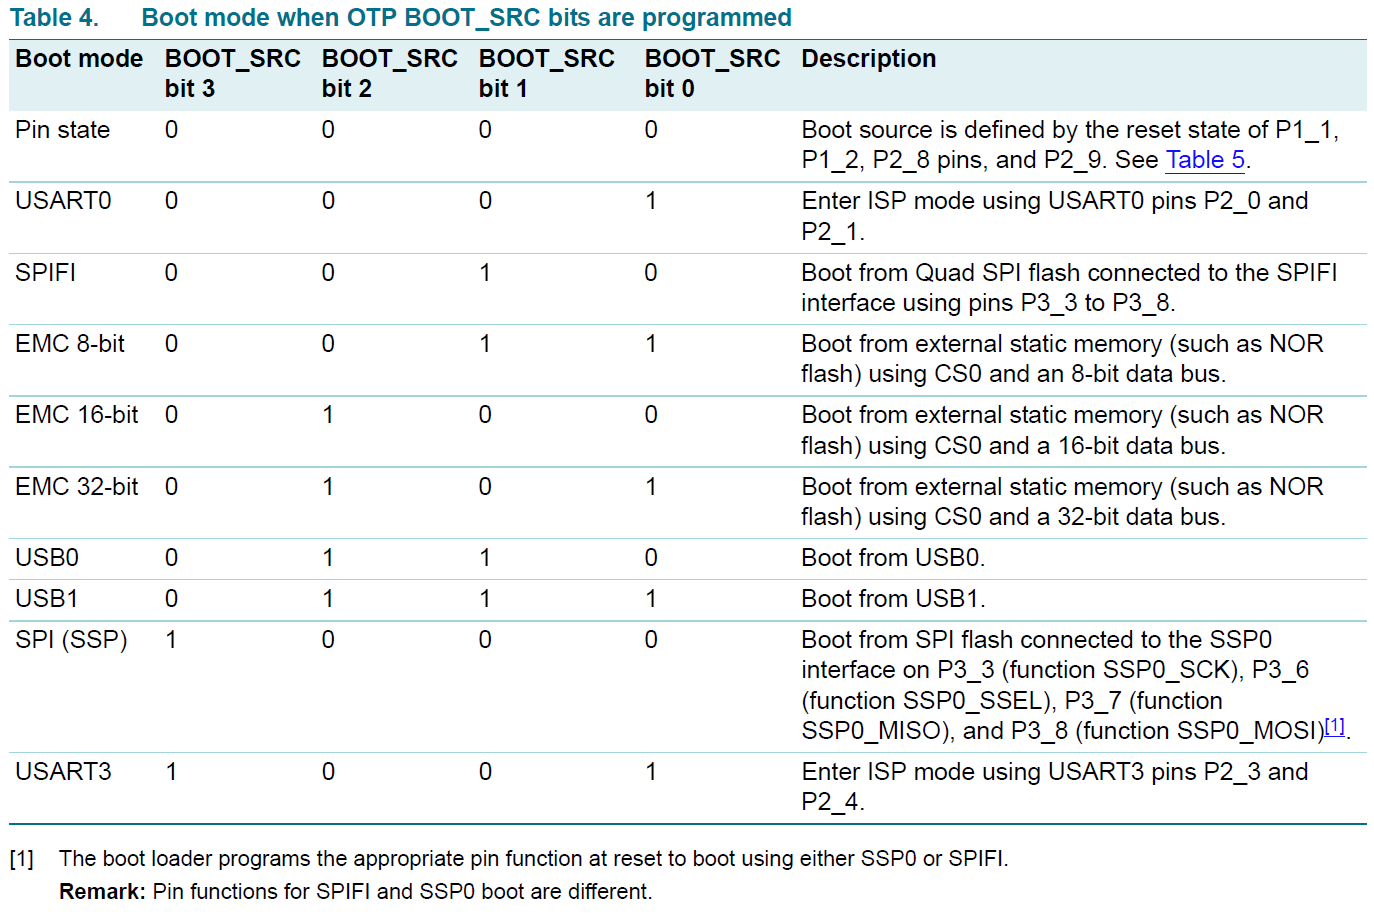 Table 4. Boot mode when OTP BOOT_SRC bits are programmed
Boot mode BOOT_SRC BOOT_SRC BOOT_SRC BOOT_SRC Description
bit 3 bit 2 bit 1 bit 0
Pin state 0 0 0 0 Boot source is defined by the reset state of P1_1,
P1_2, P2_8 pins, and P2_9. See Table 5.
USART0 0 0 0 1 Enter ISP mode using USART0 pins P2_0 and
P2_1.
SPIFI 0 0 1 0 Boot from Quad SPI flash connected to the SPIFI
interface using pins P3_3 to P3_8.
EMC 8-bit 0 0 1 1 Boot from external static memory (such as NOR
flash) using CS0 and an 8-bit data bus.
EMC 16-bit 0 1 0 0 Boot from external static memory (such as NOR
flash) using CS0 and a 16-bit data bus.
EMC 32-bit 0 1 0 1 Boot from external static memory (such as NOR
flash) using CS0 and a 32-bit data bus.
USB0 0 1 1 0 Boot from USB0.
USB1 0 1 1 1 Boot from USB1.
SPI (SSP) 1 0 0 0 Boot from SPI flash connected to the SSP0
interface on P3_3 (function SSP0_SCK), P3_6
(function SSP0_SSEL), P3_7 (function
SSP0_MISO), and P3_8 (function SSP0_MOSI)[1].
USART3 1 0 0 1 Enter ISP mode using USART3 pins P2_3 and
P2_4.
[1] The boot loader programs the appropriate pin function at reset to boot using either SSP0 or SPIFI.
Remark: Pin functions for SPIFI and SSP0 boot are different.